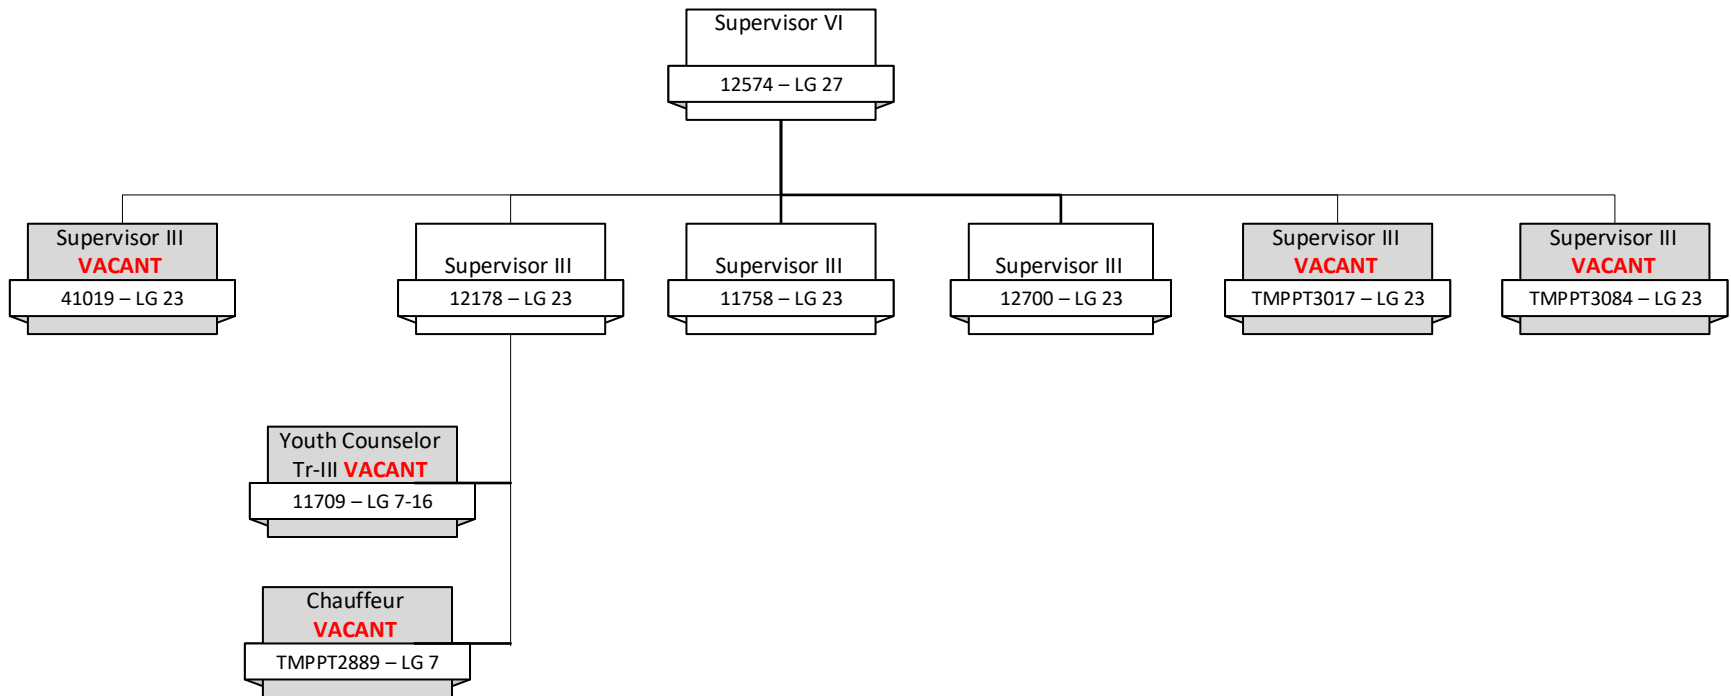 Supervisor VI
12574 – LG 27
Supervisor III
VACANT
41019 – LG 23
Supervisor III
12178 – LG 23
Supervisor III
11758 – LG 23
Supervisor III
12700 – LG 23
Supervisor III
VACANT
TMPPT3017 – LG 23
Supervisor III
VACANT
TMPPT3084 – LG 23
Youth Counselor
Tr-III VACANT
11709 – LG 7-16
Chauffeur
VACANT
TMPPT2889 – LG 7